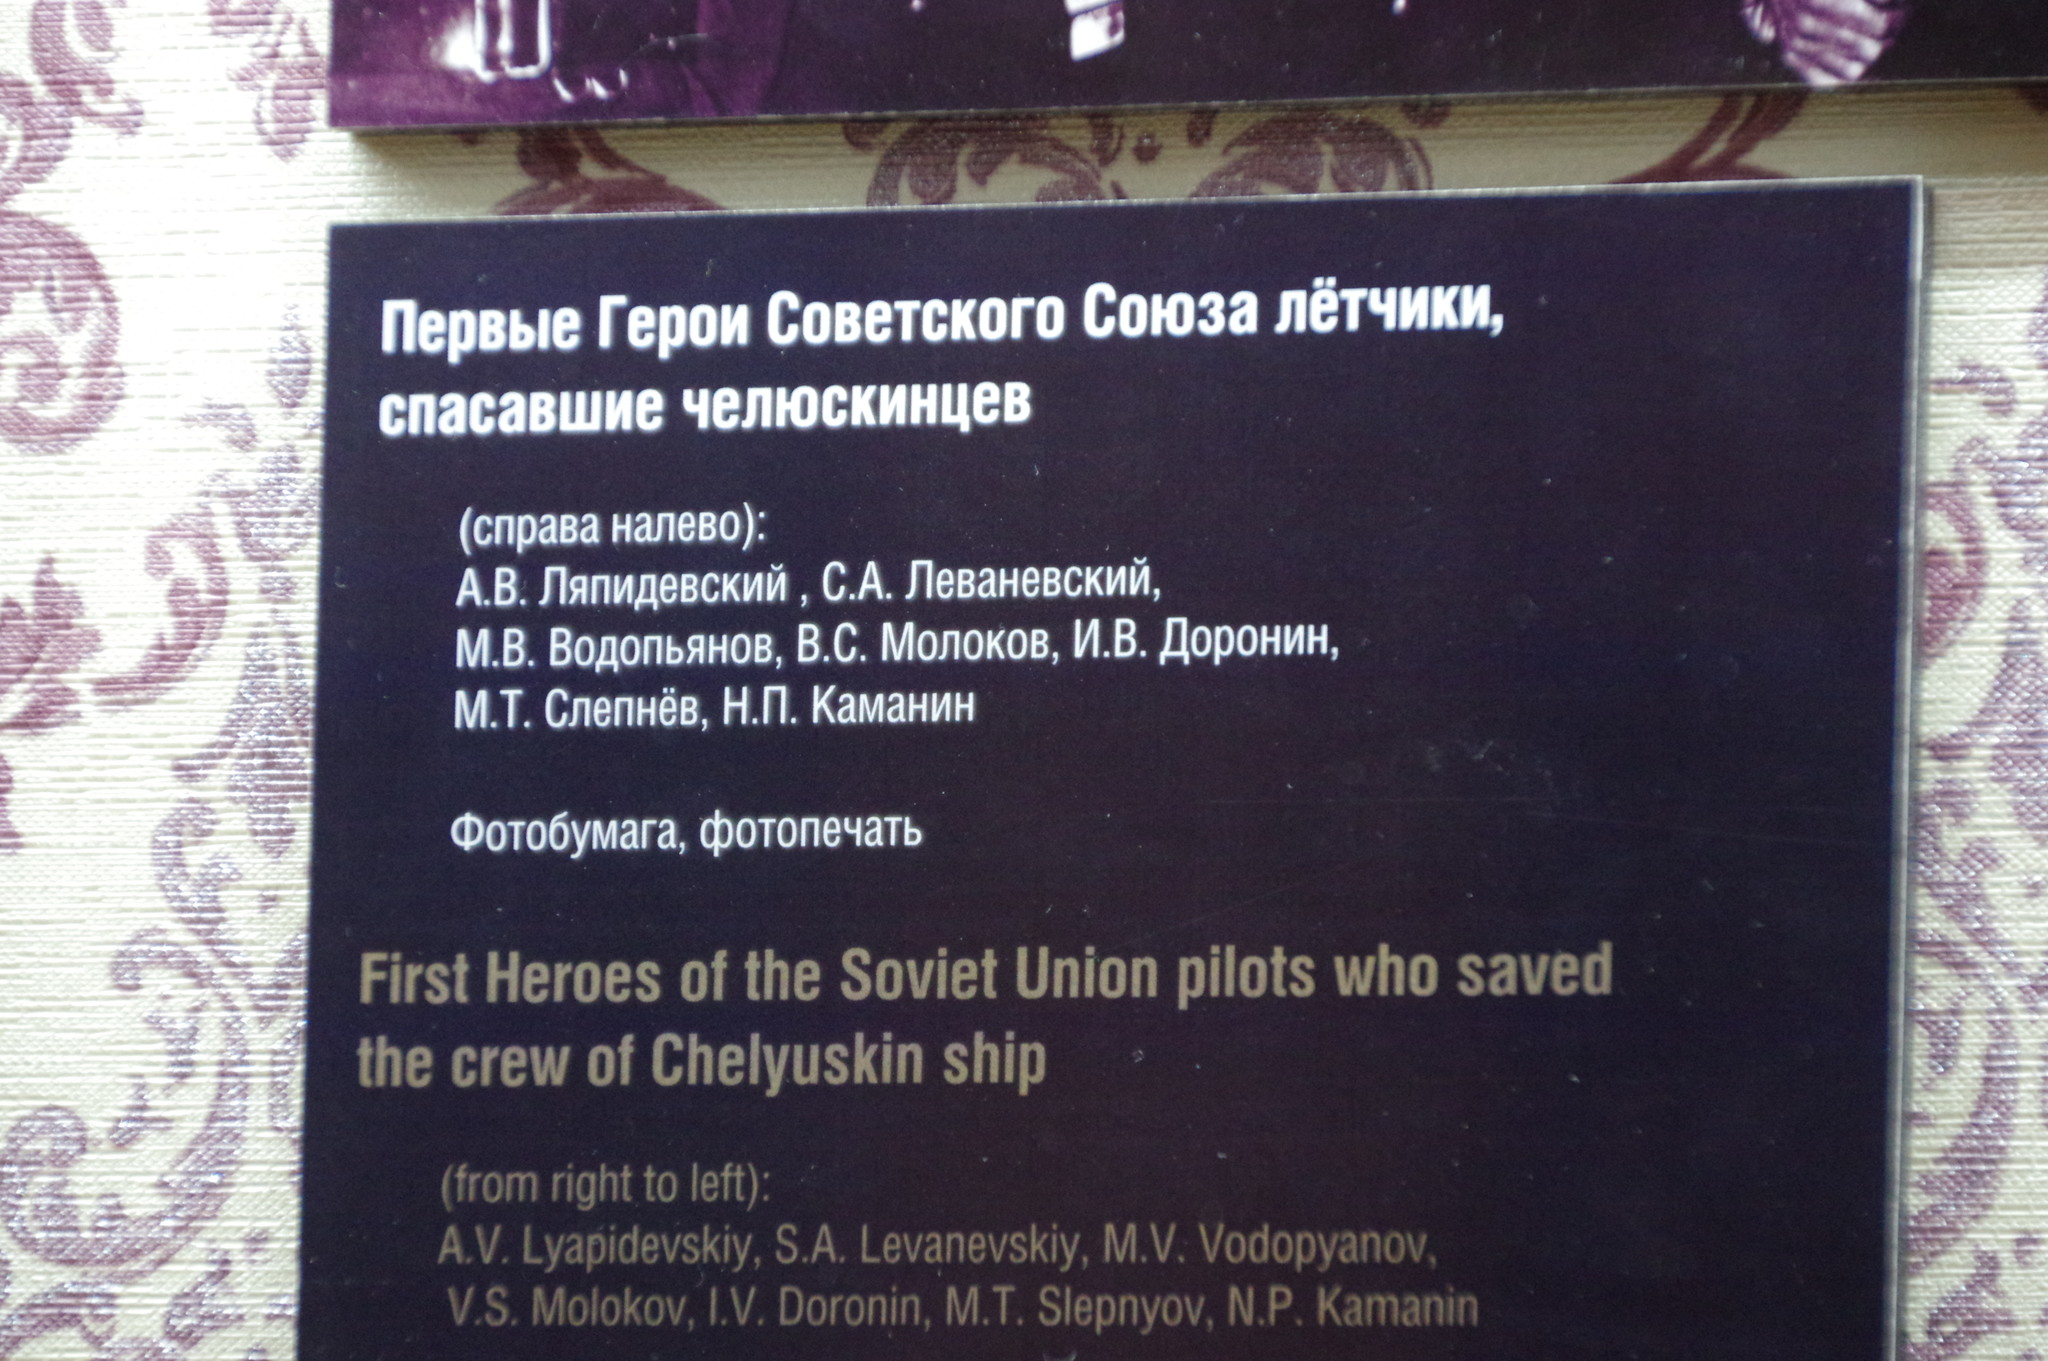 Первые Герои Советского Союза лётчики,
спасавшие челюскинцев
(справа налево):
А.В. Ляпидевский , С.А. Леваневский,
М.В. Водопьянов, В.С. Молоков, И.В. Доронин,
М.Т. Слепнёв, Н.П. Каманин
Фотобумага, фотопечать
First Heroes of the Soviet Union pilots who saved
the crew of Chelyuskin ship
(from right to left):
A.V. Lyapidevskiy, S.A. Levanevskiy, M.V. Vodopyanov,
V.S. Molokov, I.V. Doronin, M.T. Slepnyov, N.P. Kamanin